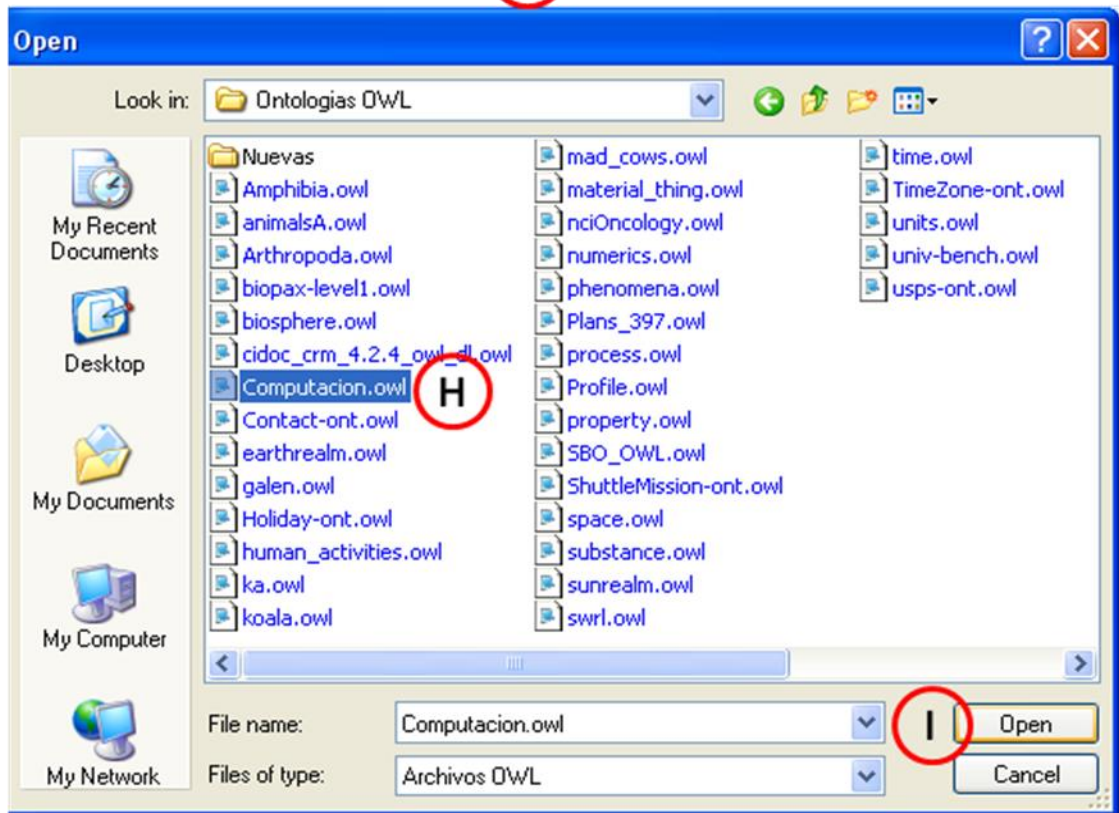 Open
Look in:
Ontologias OWL
My Recent
Documents
Desktop
My Documents
My Computer
My Network
Nuevas
Amphibia.owl
animalsA.owl
Arthropoda.owl
biopax-level1.owl
biosphere.owl
cidoc_crm_4.2.4_owl_dl.owl
Computacion.owl
H
Contact-ont.owl
earthrealm.owl
galen.owl
Holiday-ont.owl
human_activities.owl
ka.owl
koala.owl
mad_cows.owl
material_thing.owl
nciOncology.owl
numerics.owl
phenomena.owl
Plans_397.owl
process.owl
Profile.owl
property.owl
SBO_OWL.owl
ShuttleMission-ont.owl
space.owl
substance.owl
sunrealm.owl
swrl.owl
time.owl
TimeZone-ont.owl
units.owl
univ-bench.owl
usps-ont.owl
File name:
Computacion.owl
I
Open
Files of type:
Archivos OWL
Cancel